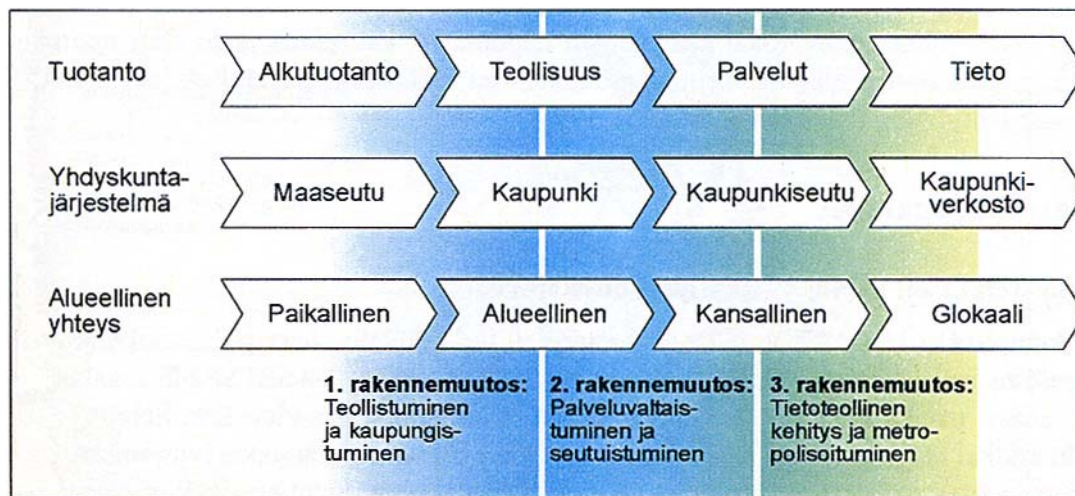 Tuotanto
Alkutuotanto
Teollisuus
Palvelut
Tieto
Yhdyskunta-
järjestelmä
Maaseutu
Kaupunki
Kaupunkiseutu
Kaupunki-
verkosto
Alueellinen
yhteys
Paikallinen
Alueellinen
Kansallinen
Glokaali
1. rakennemuutos:
Teollistuminen
ja kaupungis-
tuminen
2. rakennemuutos:
Palveluvaltais-
tuminen ja
seutuistuminen
3. rakennemuutos:
Tietoteollinen
kehitys ja metro-
polisoituminen